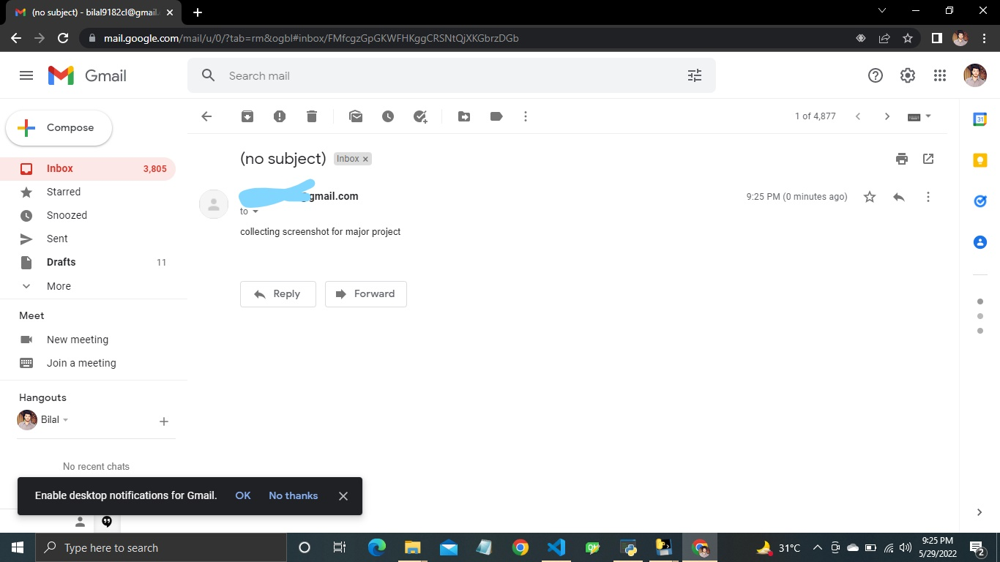 (no subject) - bilal9182cl@gmail.
mail.google.com/mail/u/0/?tab=rm&ogbl#inbox/FMfcgzGpGKWFHKggCRSNtQjXKGbrzDGb
Gmail
Search mail
Compose
1 of 4,877
31
(no subject) Inbox
Inbox 3,805
Starred
Snoozed
Sent
Drafts 11
More
@gmail.com
9:25 PM (0 minutes ago)
to
collecting screenshot for major project
Reply Forward
Meet
New meeting
Join a meeting
Hangouts
Bilal
No recent chats
Enable desktop notifications for Gmail. OK No thanks
Type here to search
31°C
9:25 PM
5/29/2022
2